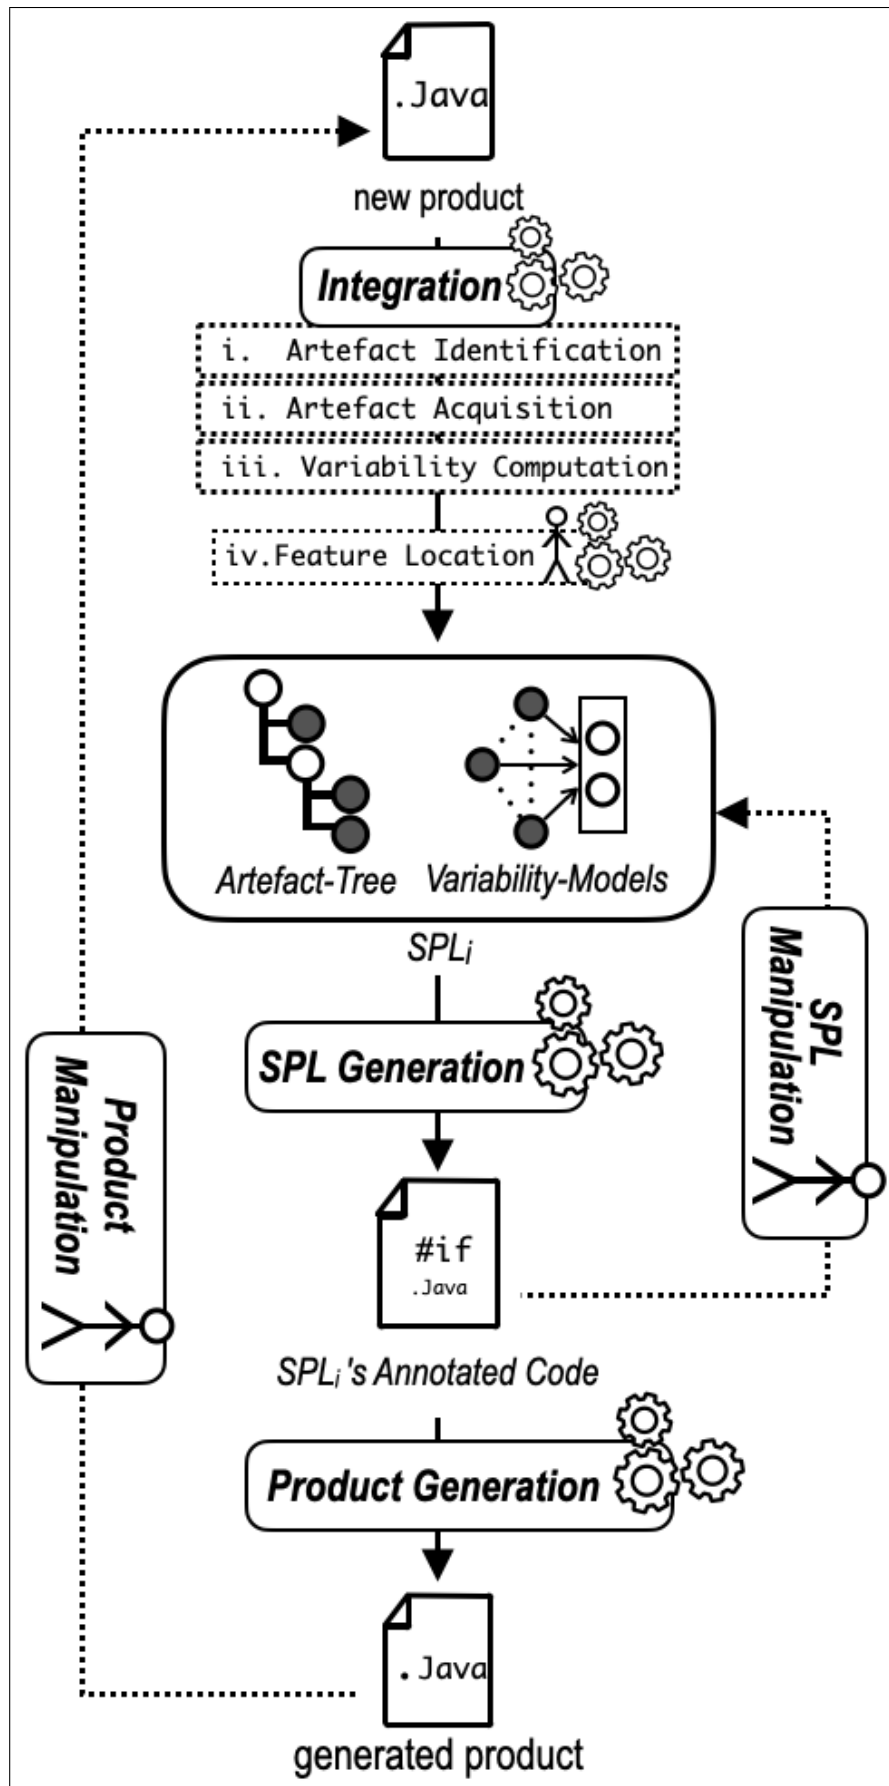 .Java
new product
Integration
i. Artefact Identification
ii. Artefact Acquisition
iii. Variability Computation
iv.Feature Location
Artefact-Tree
Variability-Models
SPLi
SPL Generation
SPL
Manipulation
Product
Manipulation
#if
.Java
SPLi 's Annotated Code
Product Generation
.Java
generated product